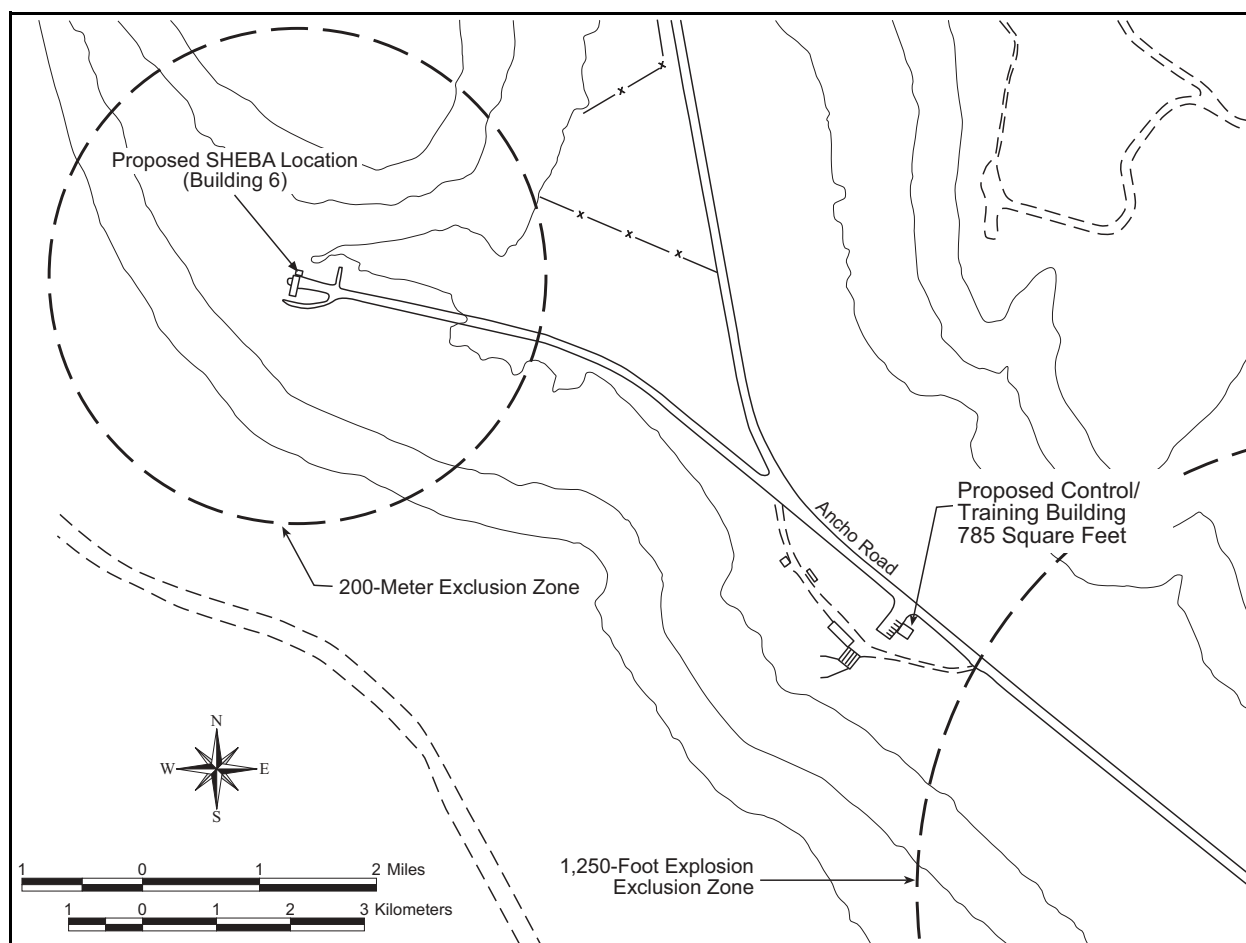 Proposed SHEBA Location
(Building 6)
200-Meter Exclusion Zone
Ancho Road
Proposed Control/
Training Building
785 Square Feet
1,250-Foot Explosion
Exclusion Zone
N
W E
S
1 0 1 2 Miles
1 0 1 2 3 Kilometers
x
x
x
x
x